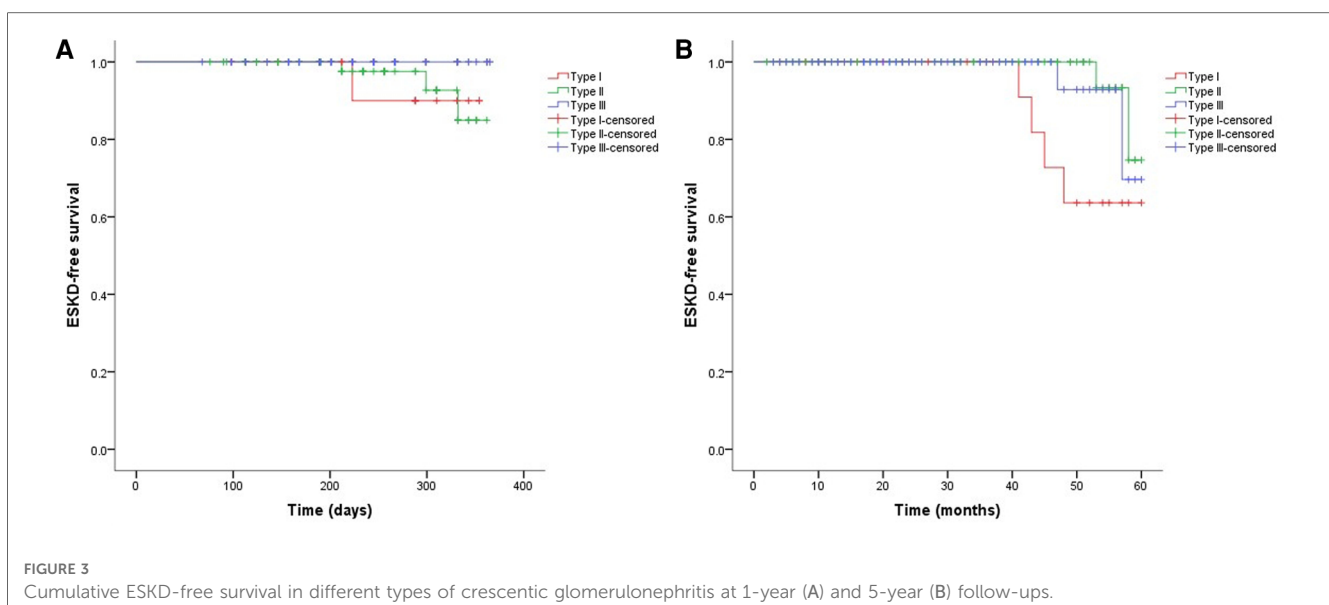 A
1.0
0.8
0.6
0.4
0.2
0.0
ESKD-free survival
0 100 200 300 400
Time (days)
Type I
Type II
Type III
Type I-censored
Type II-censored
Type III-censored
B
1.0
0.8
0.6
0.4
0.2
0.0
ESKD-free survival
0 10 20 30 40 50 60
Time (months)
Type I
Type II
Type III
Type I-censored
Type II-censored
Type III-censored
FIGURE 3
Cumulative ESKD-free survival in different types of crescentic glomerulonephritis at 1-year (A) and 5-year (B) follow-ups.